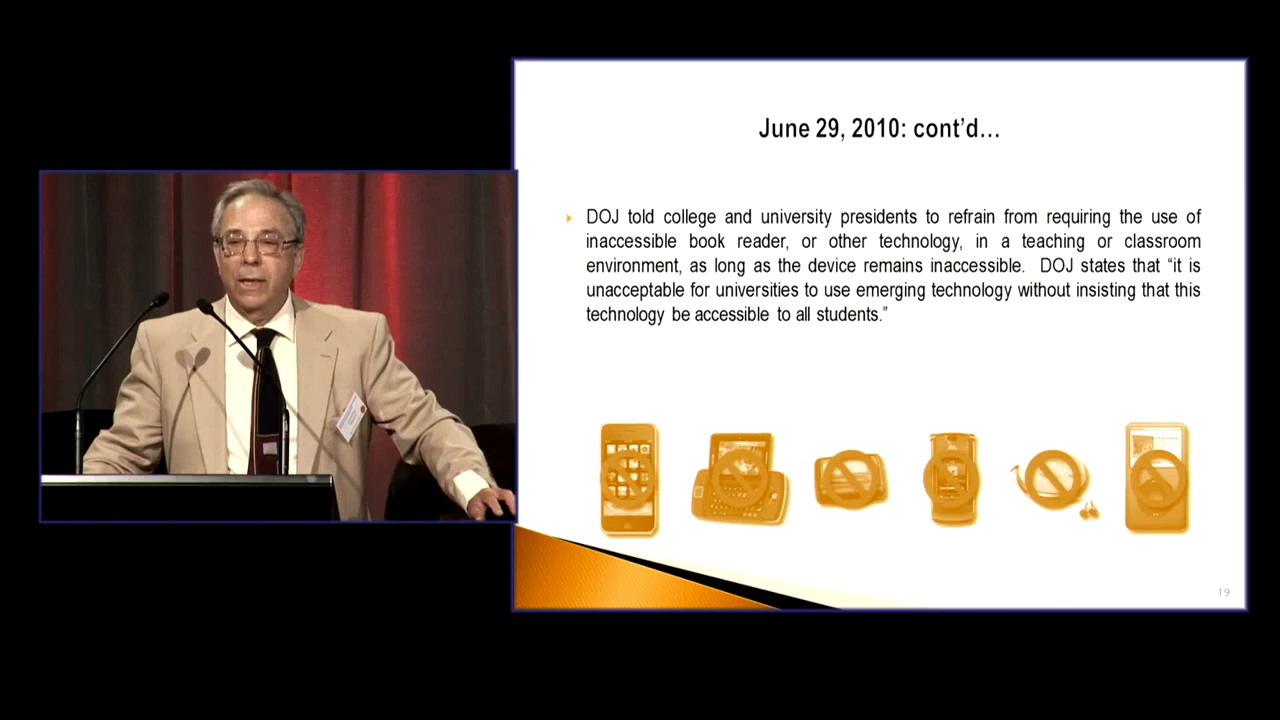 June 29, 2010: cont’d...
DOJ told college and university presidents to refrain from requiring the use of
inaccessible book reader, or other technology, in a teaching or classroom
environment, as long as the device remains inaccessible. DOJ states that “it is
unacceptable for universities to use emerging technology without insisting that this
technology be accessible to all students.”
19